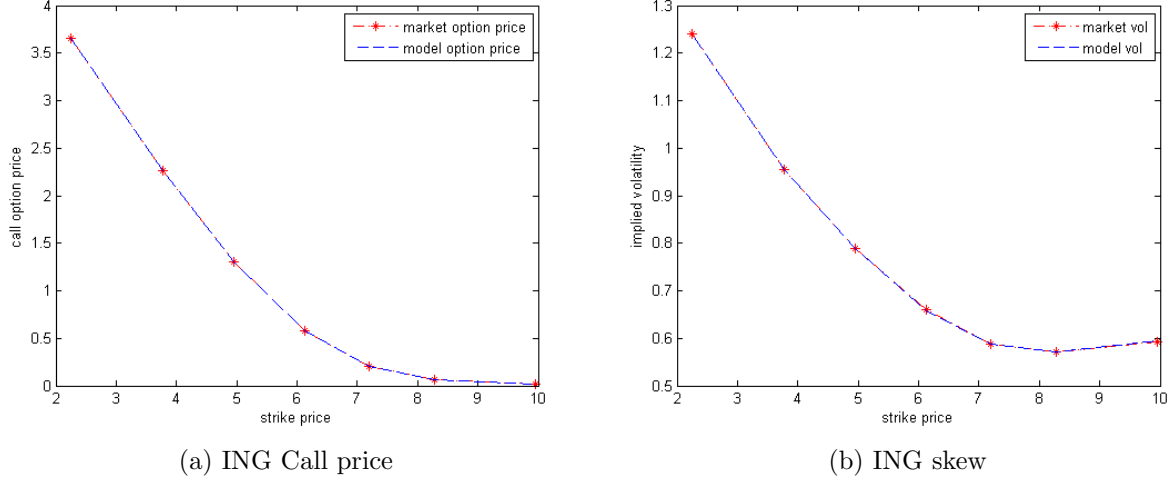 4
3.5
3
2.5
2
1.5
1
0.5
0
call option price
market option price
model option price
2 3 4 5 6 7 8 9 10
strike price
(a) ING Call price
1.3
1.2
1.1
1
0.9
0.8
0.7
0.6
0.5
implied volatility
market vol
model vol
2 3 4 5 6 7 8 9 10
strike price
(b) ING skew